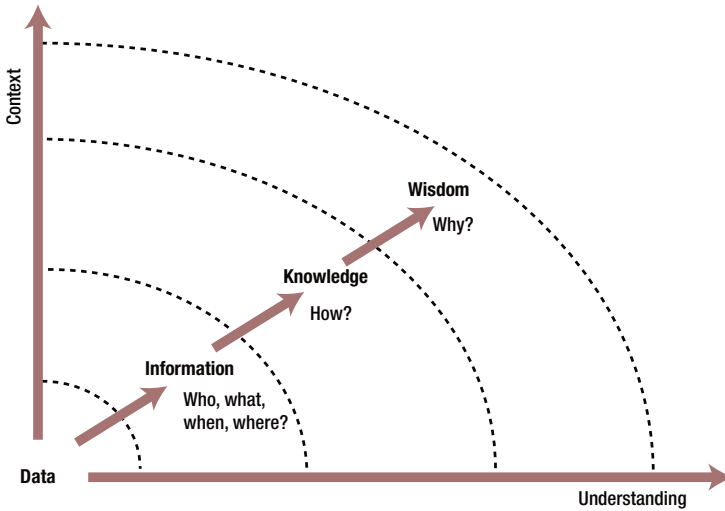 Context
Wisdom
Why?
Knowledge
How?
Information
Who, what,
when, where?
Data
Understanding